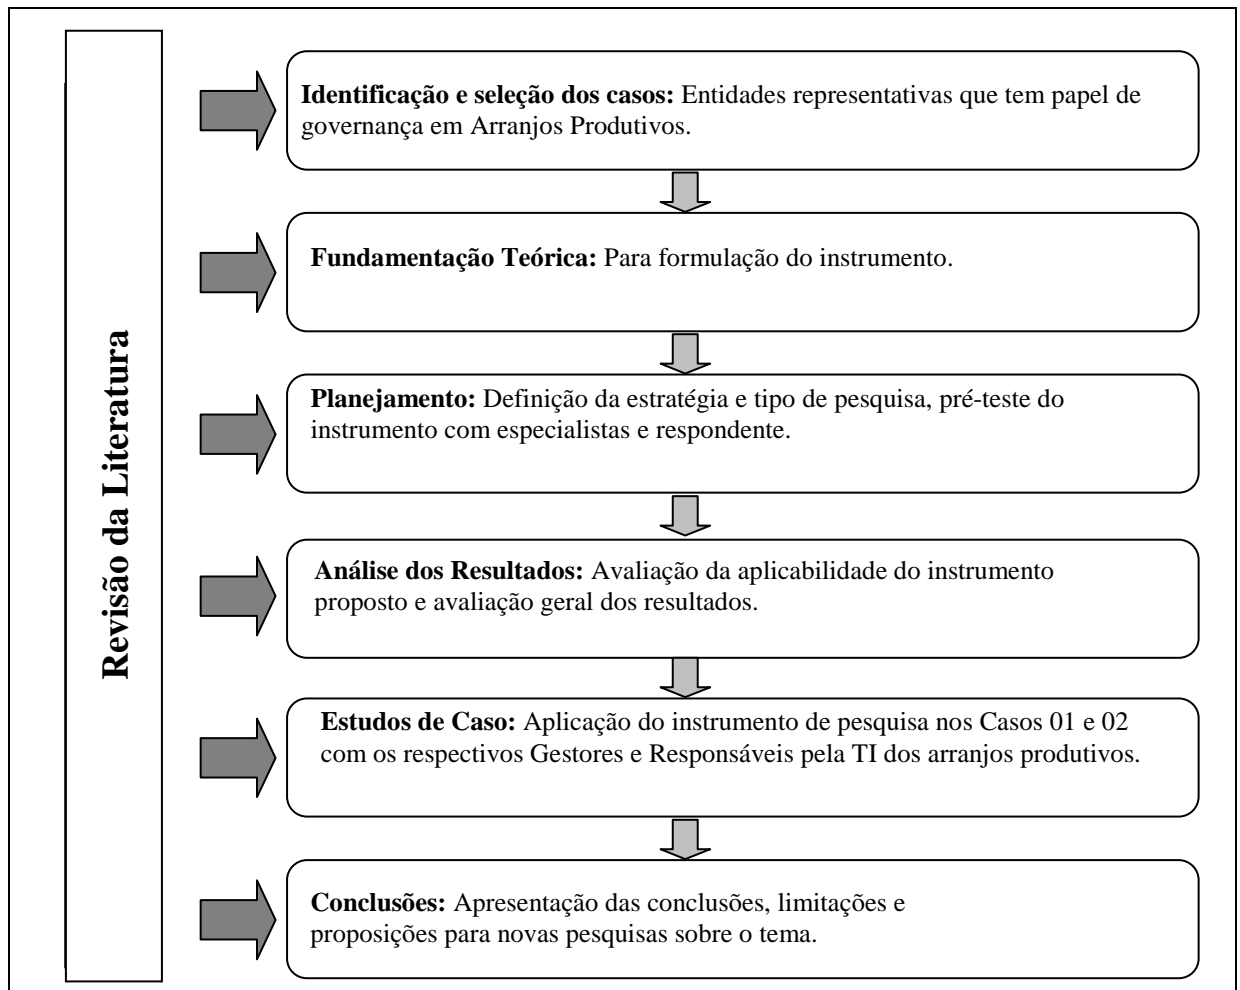 Revisão da Literatura
Identificação e seleção dos casos: Entidades representativas que tem papel de
governança em Arranjos Produtivos.
Fundamentação Teórica: Para formulação do instrumento.
Planejamento: Definição da estratégia e tipo de pesquisa, pré-teste do
instrumento com especialistas e respondente.
Análise dos Resultados: Avaliação da aplicabilidade do instrumento
proposto e avaliação geral dos resultados.
Estudos de Caso: Aplicação do instrumento de pesquisa nos Casos 01 e 02
com os respectivos Gestores e Responsáveis pela TI dos arranjos produtivos.
Conclusões: Apresentação das conclusões, limitações e
proposições para novas pesquisas sobre o tema.